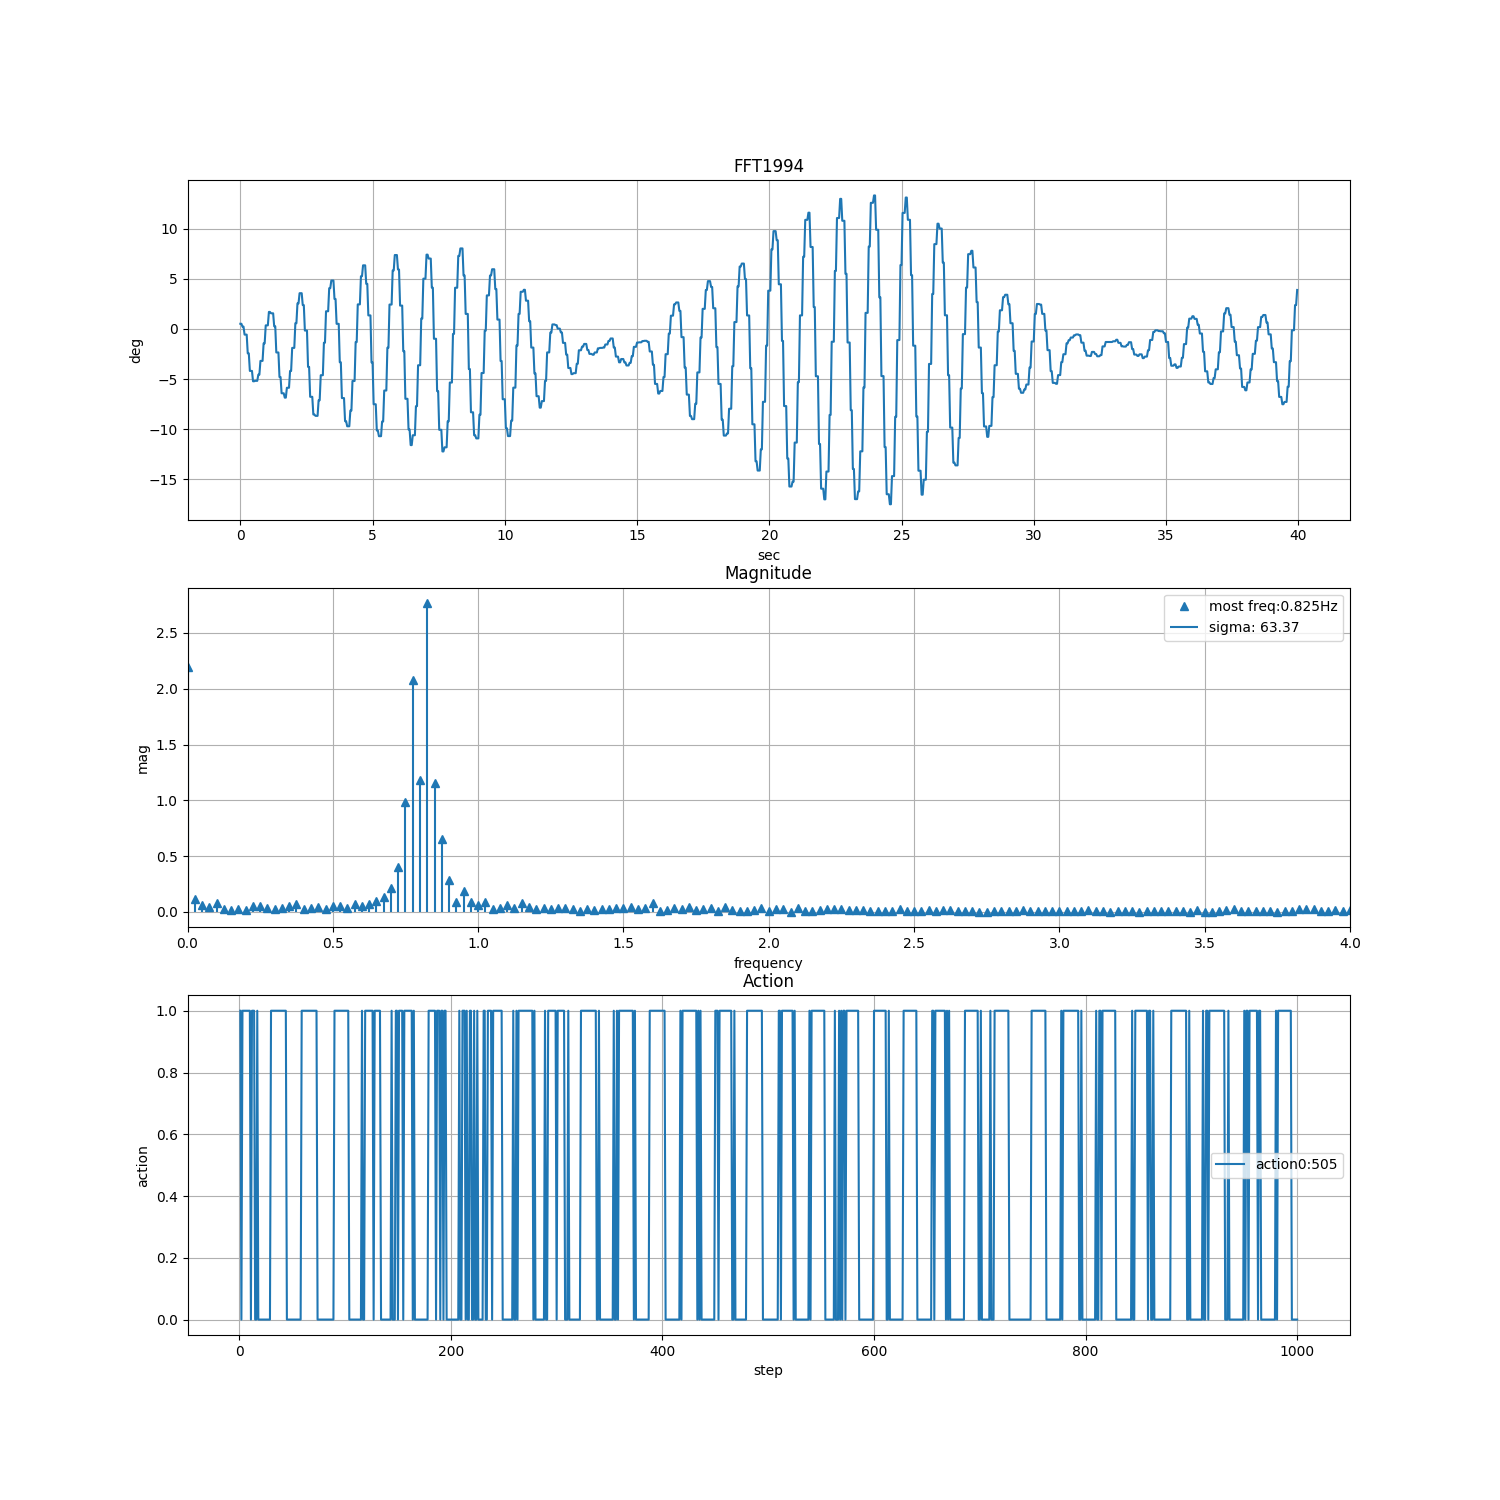 FFT1994
10
5
0
−5
−10
−15
deg
0 5 10 15 20 25 30 35 40
sec
Magnitude
most freq:0.825Hz
sigma: 63.37
2.5
2.0
1.5
1.0
0.5
0.0
mag
0.0 0.5 1.0 1.5 2.0 2.5 3.0 3.5 4.0
frequency
Action
1.0
0.8
0.6
0.4
0.2
0.0
action
action0:505
0 200 400 600 800 1000
step